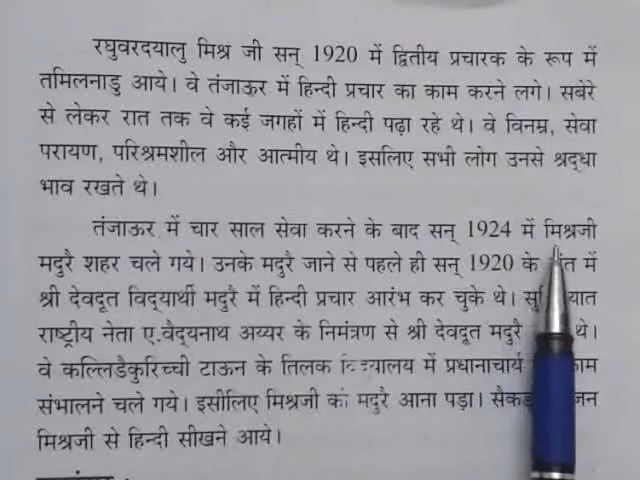 रघुवरदयालु मिश्र जी सन् 1920 में द्वितीय प्रचारक के रूप में
तमिलनाडु आये। वे तंजाऊर में हिन्दी प्रचार का काम करने लगे। सबेरे
से लेकर रात तक वे कई जगहों में हिन्दी पढ़ा रहे थे। वे विनम्र, सेवा
परायण, परिश्रमशील और आत्मीय थे। इसलिए सभी लोग उनसे श्रद्धा
भाव रखते थे।
तंजाऊर में चार साल सेवा करने के बाद सन् 1924 में मिश्रजी
मदुरै शहर चले गये। उनके मदुरै जाने से पहले ही सन् 1920 के में
श्री देवदूत विद्यार्थी मदुरै में हिन्दी प्रचार आरंभ कर चुके थे।
राष्ट्रीय नेता ए.वैद्यनाथ अय्यर के निमंत्रण से श्री देवदूत मदुरै थे।
वे कल्लिडैकुरिच्ची टाऊन के तिलक में प्रधानाचार्य काम
संभालने चले गये। इसीलिए मिश्रजी को मदुरै आना पड़ा।
मिश्रजी से हिन्दी सीखने आये।